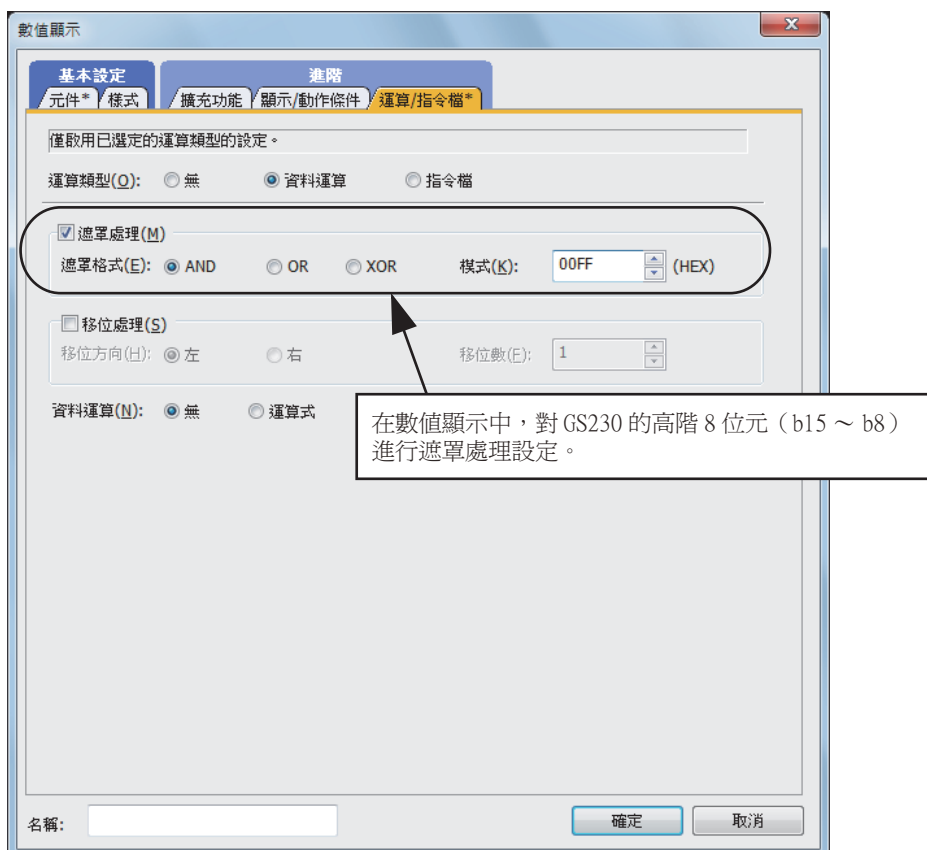 數值顯示
x
基本設定 進階
元件* 樣式 擴充功能 顯示/動作條件 運算/指令檔*
僅啟用已選定的運算類型的設定。
運算類型(O): 無 資料運算 指令檔
遮罩處理(M)
遮罩格式(E): AND OR XOR 模式(K): 00FF (HEX)
移位處理(S)
移位方向(H): 左 右 移位數(F): 1
資料運算(N): 無 運算式
在數值顯示中，對 GS230 的高階 8 位元（b15 ～ b8）
進行遮罩處理設定。
名稱: 確定 取消